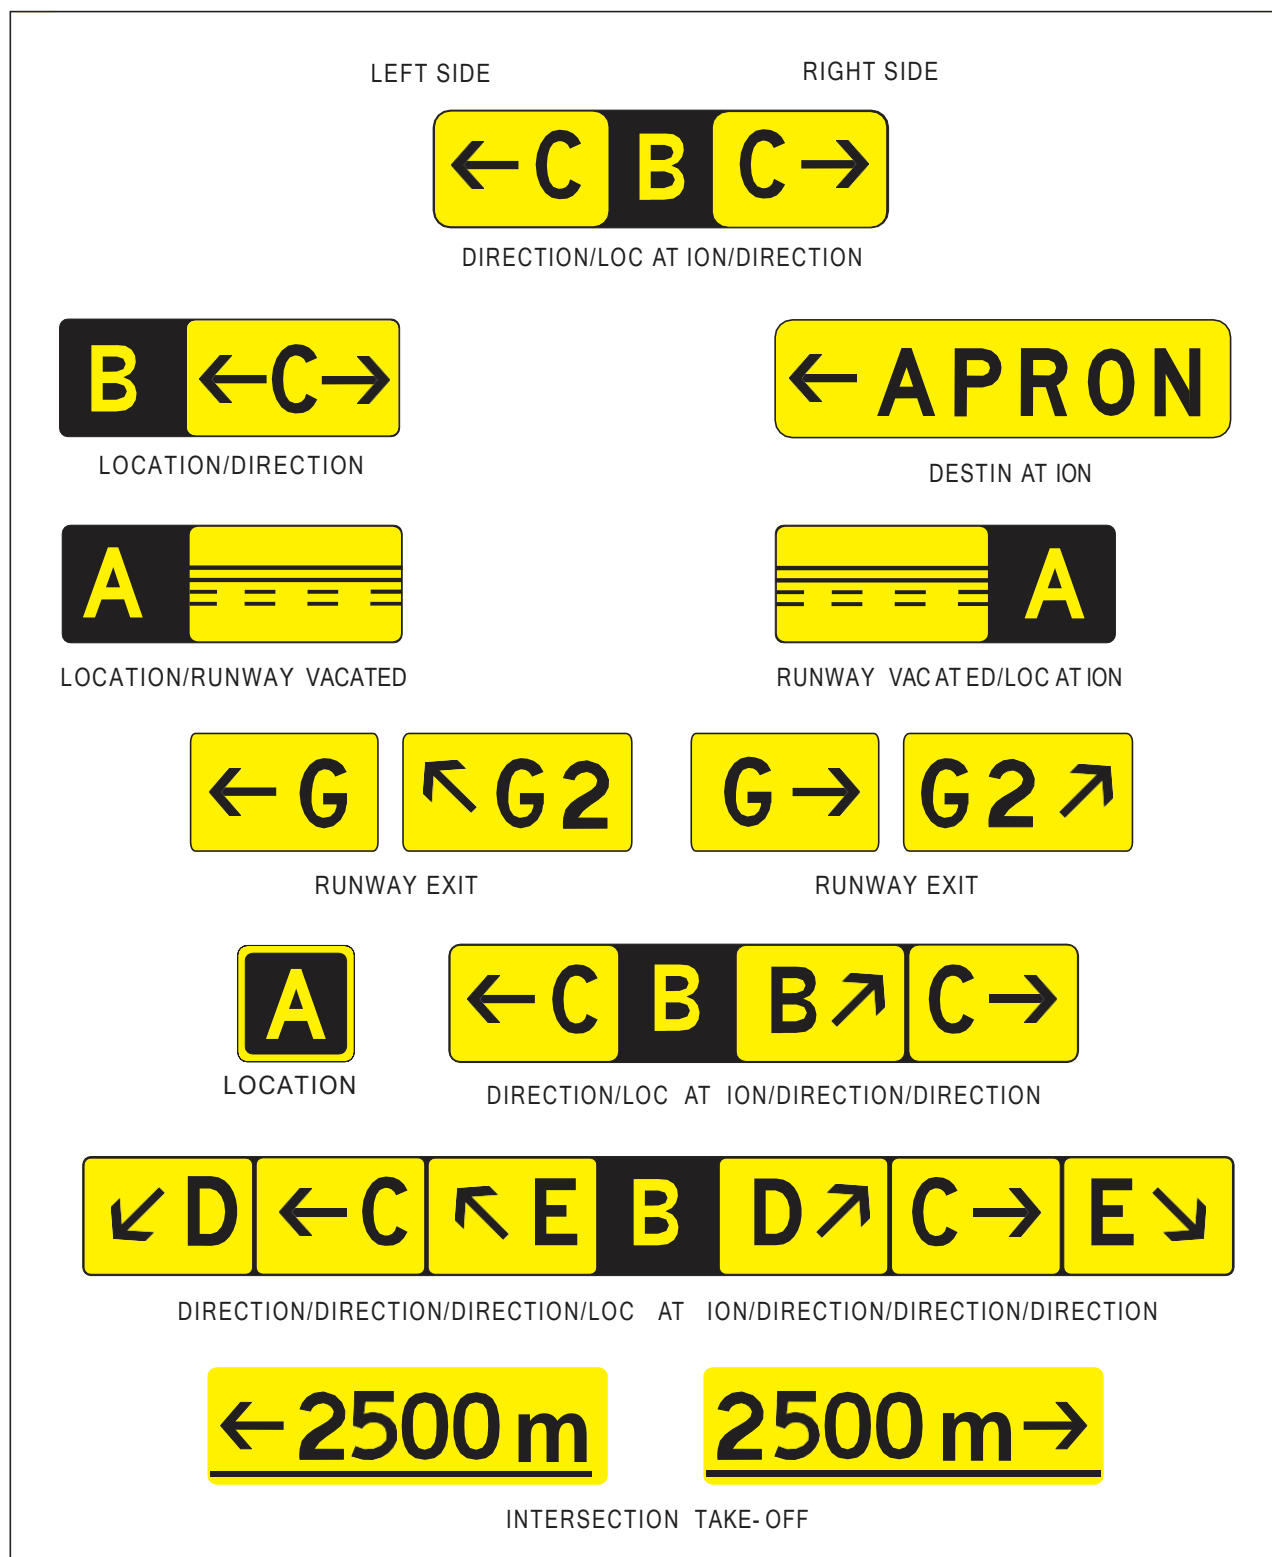 LEFT SIDE RIGHT SIDE
←C B C→
DIRECTION/LOC AT ION/DIRECTION
B ←C→ ← APRON
LOCATION/DIRECTION DESTIN AT ION
A A
LOCATION/RUNWAY VACATED RUNWAY VAC AT ED/LOC AT ION
← G ↖ G2 G → G2 ↗
RUNWAY EXIT RUNWAY EXIT
A ←C B B↗ C→
LOCATION DIRECTION/LOC AT ION/DIRECTION/DIRECTION
↙D ←C ↖E B D↗ C→ E↘
DIRECTION/DIRECTION/DIRECTION/LOC AT ION/DIRECTION/DIRECTION/DIRECTION
←2500 m 2500 m→
INTERSECTION TAKE-OFF